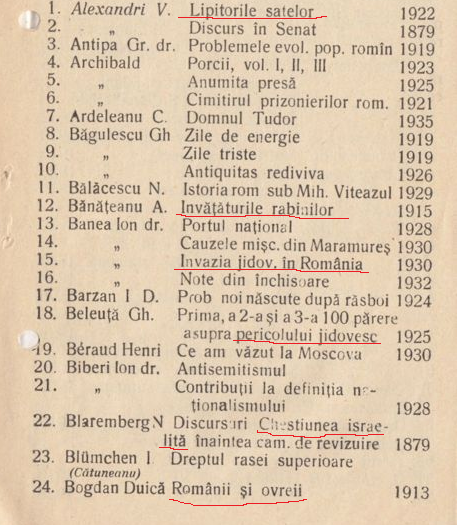 1. Alexandri V. Lipitorile satelor 1922
2. „ Discurs în Senat 1879
3. Antipa Gr. dr. Problemele evol. pop. romîn 1919
4. Archibald Porcii, vol. I, II, III 1923
5. „ Anumita presă 1925
6. „ Cimitirul prizonierilor rom. 1921
7. Ardeleanu C. Domnul Tudor 1935
8. Băgulescu Gh Zile de energie 1919
9. „ Zile triste 1919
10. „ Antiquitas rediviva 1926
11. Bălăcescu N. Istoria rom sub Mih. Viteazul 1929
12. Bănățeanu A. Invățăturile rabinilor 1915
13. Banea Ion dr. Portul național 1928
14. „ Cauzele mișc. din Maramureș 1930
15. „ Invazia jidov. în România 1930
16. „ Note din închisoare 1932
17. Barzan I D. Prob noi născute după răsboi 1924
18. Beleuță Gh. Prima, a 2-a și a 3-a 100 părere
asupra pericolului jidovesc 1925
19. Béraud Henri Ce am văzut la Moscova 1930
20. Biberi Ion dr. Antisemitismul
21. „ Contribuții la definiția na-
ționalismului 1928
22. Blaremberg N Discursuri Chestiunea israe-
lită înaintea cam. de revizuire 1879
23. Blümchen I Dreptul rasei superioare
(Cătuneanu)
24. Bogdan Duică Românii și ovreii 1913